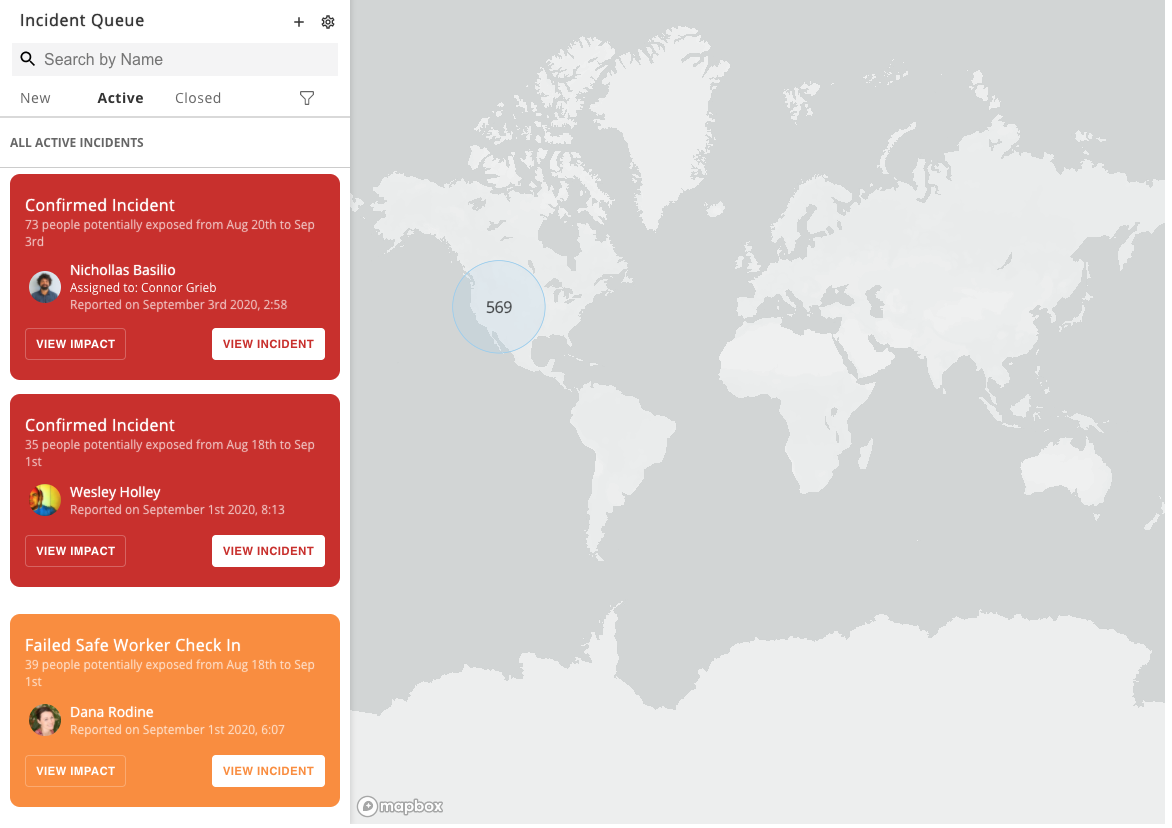 Incident Queue
Search by Name
New Active Closed
ALL ACTIVE INCIDENTS
Confirmed Incident
73 people potentially exposed from Aug 20th to Sep
3rd
Nichollas Basilio
Assigned to: Connor Grieb
Reported on September 3rd 2020, 2:58
VIEW IMPACT VIEW INCIDENT
Confirmed Incident
35 people potentially exposed from Aug 18th to Sep
1st
Wesley Holley
Reported on September 1st 2020, 8:13
VIEW IMPACT VIEW INCIDENT
Failed Safe Worker Check In
39 people potentially exposed from Aug 18th to Sep
1st
Dana Rodine
Reported on September 1st 2020, 6:07
VIEW IMPACT VIEW INCIDENT
569
mapbox